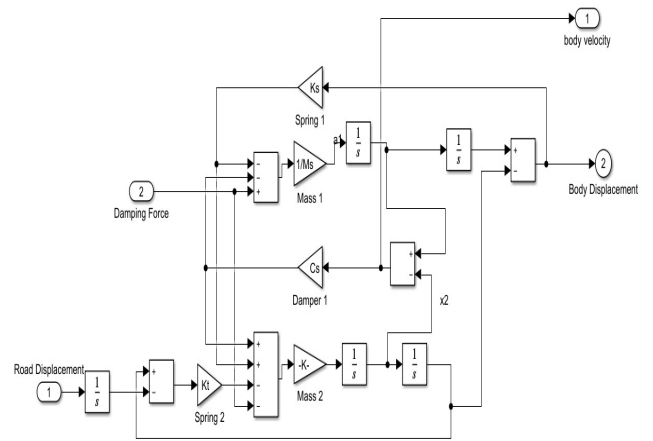 1
body velocity
Ks
Spring 1
a1
1
s
1
s
+
−
−
−
+
1/Ms
Mass 1
2
Damping Force
2
Body Displacement
Cs
Damper 1
+
−
x2
Road Displacement
1
1
s
+
−
Kt
Spring 2
+
+
−
−
-K-
Mass 2
1
s
1
s